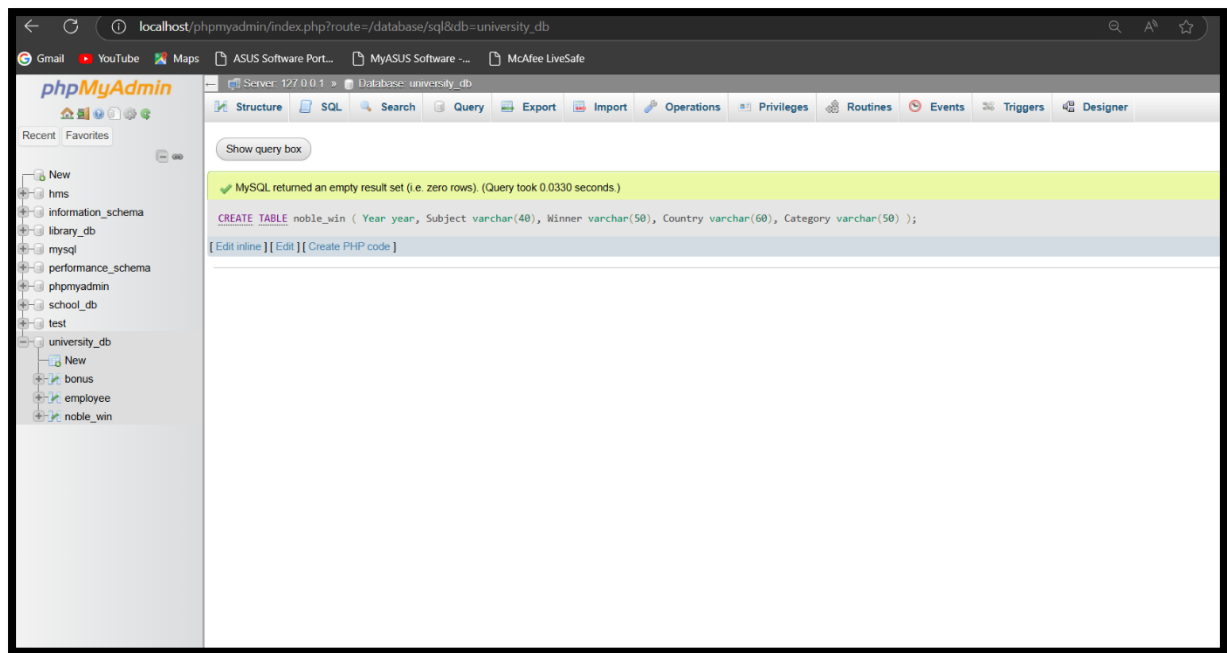 localhost/phpmyadmin/index.php?route=/database/sql&db=university_db
Gmail YouTube Maps ASUS Software Port... MyASUS Software -... McAfee LiveSafe
phpMyAdmin
Recent Favorites
New
hms
information_schema
library_db
mysql
performance_schema
phpmyadmin
school_db
test
university_db
New
bonus
employee
noble_win
Server: 127.0.0.1 » Database: university_db
Structure SQL Search Query Export Import Operations Privileges Routines Events Triggers Designer
Show query box
MySQL returned an empty result set (i.e. zero rows). (Query took 0.0330 seconds.)
CREATE TABLE noble_win ( Year year, Subject varchar(40), Winner varchar(50), Country varchar(60), Category varchar(50) );
[ Edit inline ] [ Edit ] [ Create PHP code ]